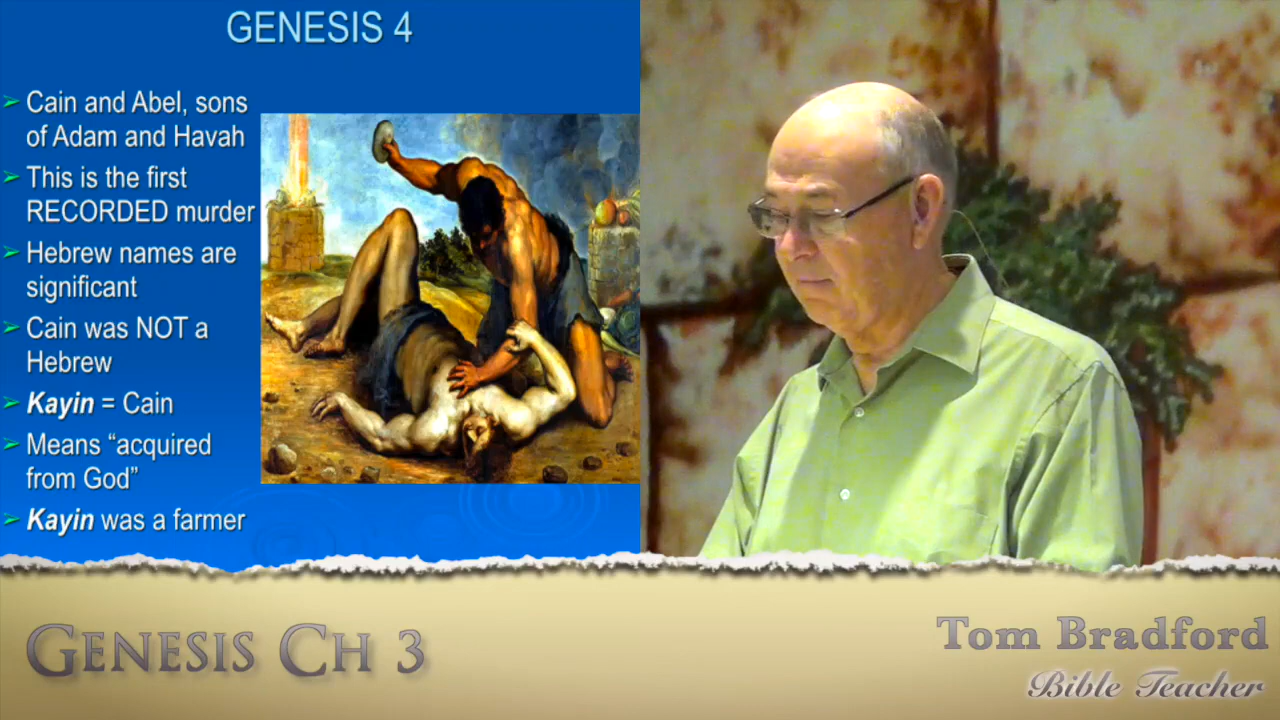 GENESIS 4
➢ Cain and Abel, sons
of Adam and Havah
➢ This is the first
RECORDED murder
➢ Hebrew names are
significant
➢ Cain was NOT a
Hebrew
➢ Kayin = Cain
➢ Means “acquired
from God”
➢ Kayin was a farmer
GENESIS CH 3
Tom Bradford
Bible Teacher